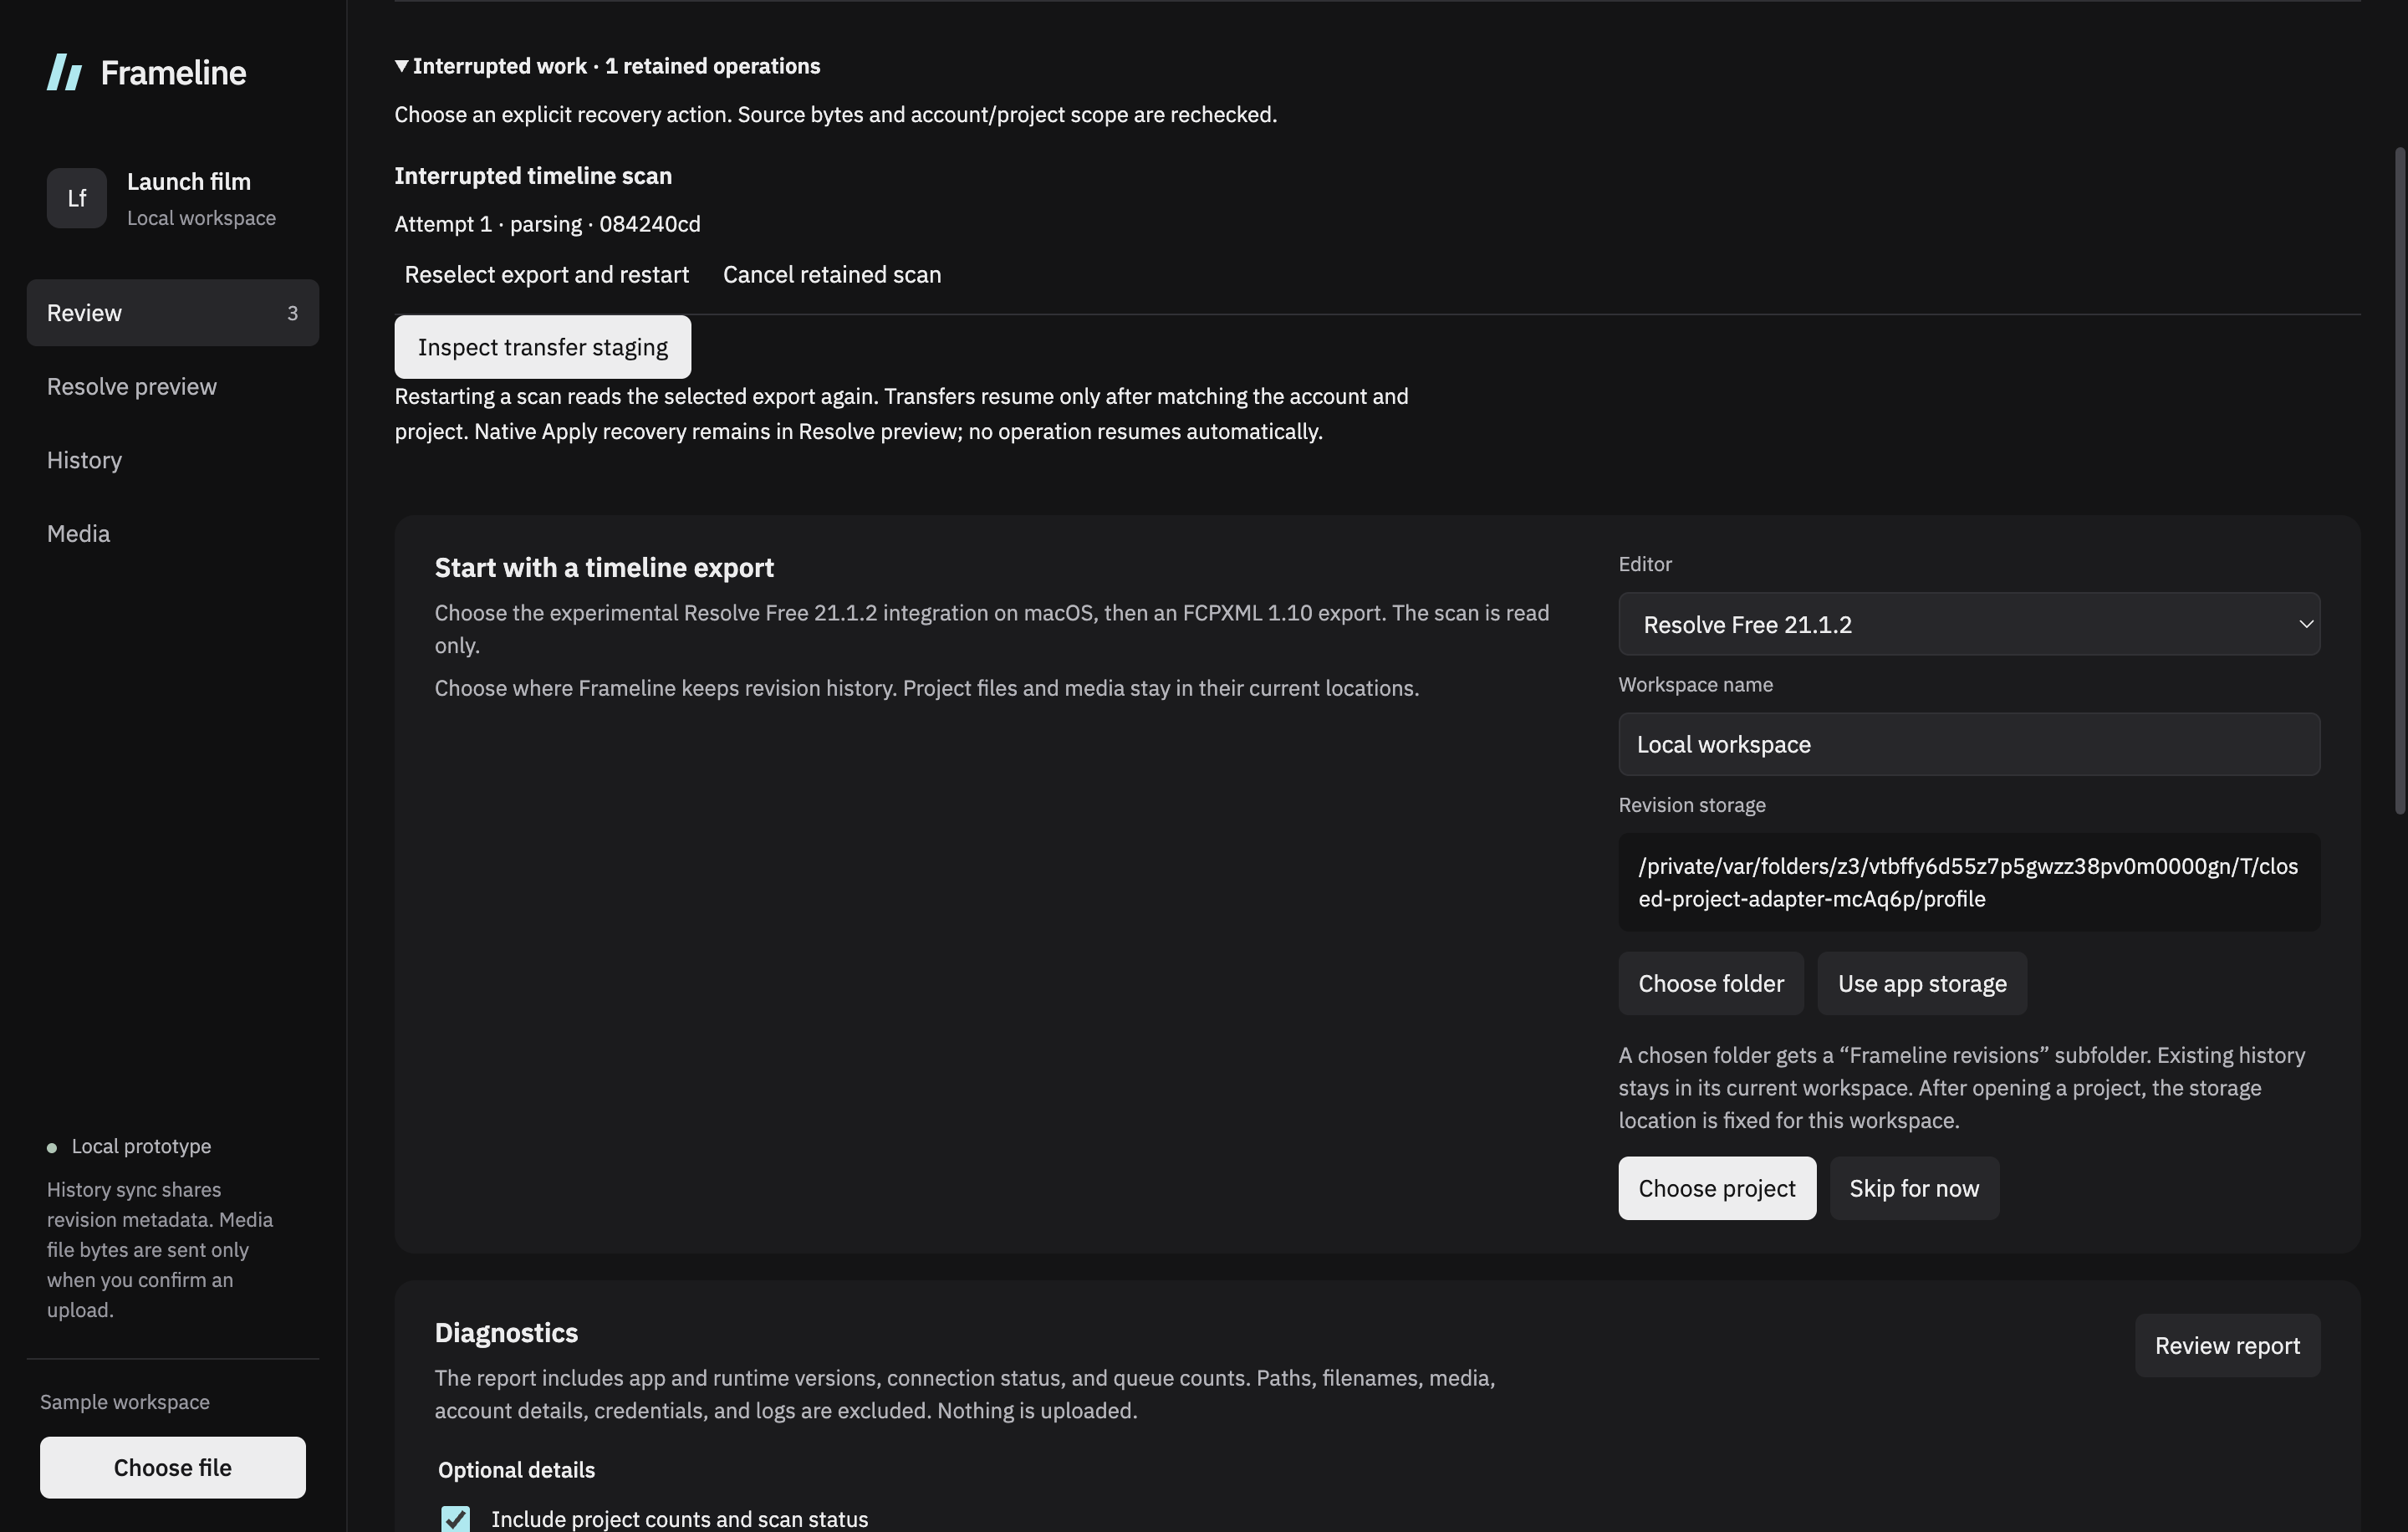 Frameline
Lf
Launch film
Local workspace
Review 3
Resolve preview
History
Media
Local prototype
History sync shares
revision metadata. Media
file bytes are sent only
when you confirm an
upload.
Sample workspace
Choose file
Interrupted work · 1 retained operations
Choose an explicit recovery action. Source bytes and account/project scope are rechecked.
Interrupted timeline scan
Attempt 1 · parsing · 084240cd
Reselect export and restart Cancel retained scan
Inspect transfer staging
Restarting a scan reads the selected export again. Transfers resume only after matching the account and
project. Native Apply recovery remains in Resolve preview; no operation resumes automatically.
Start with a timeline export
Choose the experimental Resolve Free 21.1.2 integration on macOS, then an FCPXML 1.10 export. The scan is read
only.
Choose where Frameline keeps revision history. Project files and media stay in their current locations.
Editor
Resolve Free 21.1.2
Workspace name
Local workspace
Revision storage
/private/var/folders/z3/vtbffy6d55z7p5gwzz38pv0m0000gn/T/clos
ed-project-adapter-mcAq6p/profile
Choose folder Use app storage
A chosen folder gets a “Frameline revisions” subfolder. Existing history
stays in its current workspace. After opening a project, the storage
location is fixed for this workspace.
Choose project Skip for now
Diagnostics
Review report
The report includes app and runtime versions, connection status, and queue counts. Paths, filenames, media,
account details, credentials, and logs are excluded. Nothing is uploaded.
Optional details
Include project counts and scan status